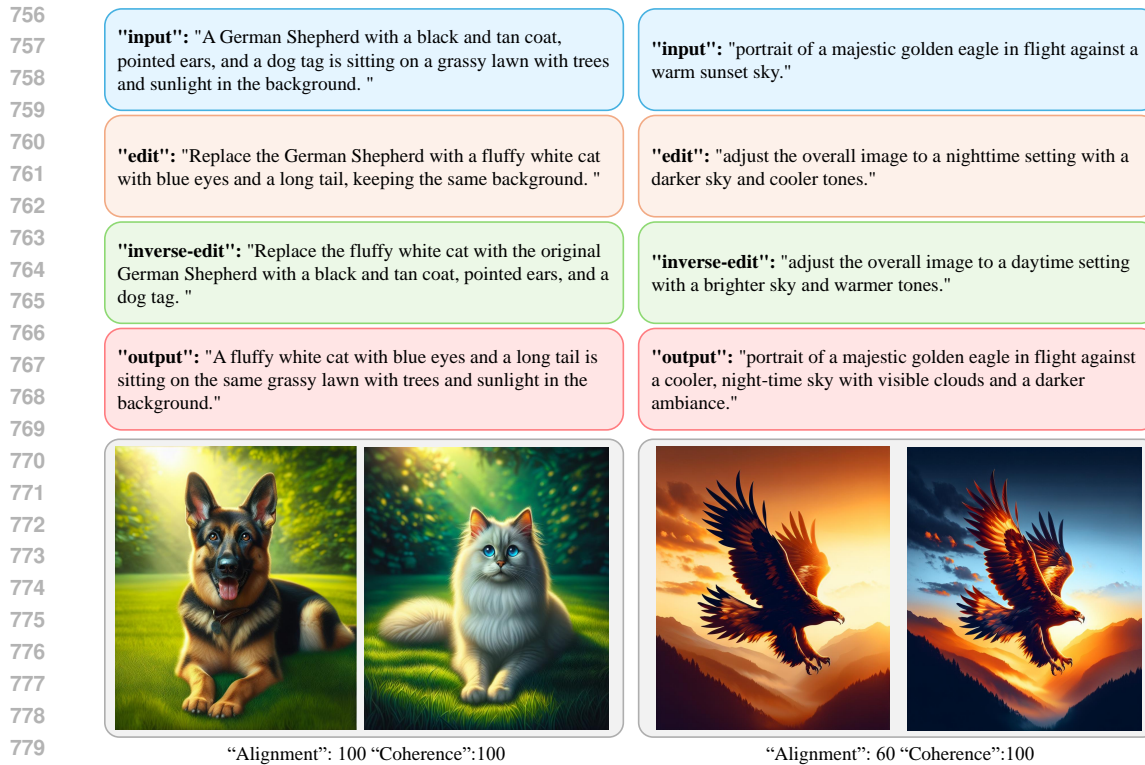 756
757
758
759
760
761
762
763
764
765
766
767
768
769
770
771
772
773
774
775
776
777
778
779
"input": "A German Shepherd with a black and tan coat,
pointed ears, and a dog tag is sitting on a grassy lawn with trees
and sunlight in the background. "
"edit": "Replace the German Shepherd with a fluffy white cat
with blue eyes and a long tail, keeping the same background. "
"inverse-edit": "Replace the fluffy white cat with the original
German Shepherd with a black and tan coat, pointed ears, and a
dog tag. "
"output": "A fluffy white cat with blue eyes and a long tail is
sitting on the same grassy lawn with trees and sunlight in the
background."
“Alignment”: 100 “Coherence”:100
"input": "portrait of a majestic golden eagle in flight against a
warm sunset sky."
"edit": "adjust the overall image to a nighttime setting with a
darker sky and cooler tones."
"inverse-edit": "adjust the overall image to a daytime setting
with a brighter sky and warmer tones."
"output": "portrait of a majestic golden eagle in flight against
a cooler, night-time sky with visible clouds and a darker
ambiance."
“Alignment”: 60 “Coherence”:100